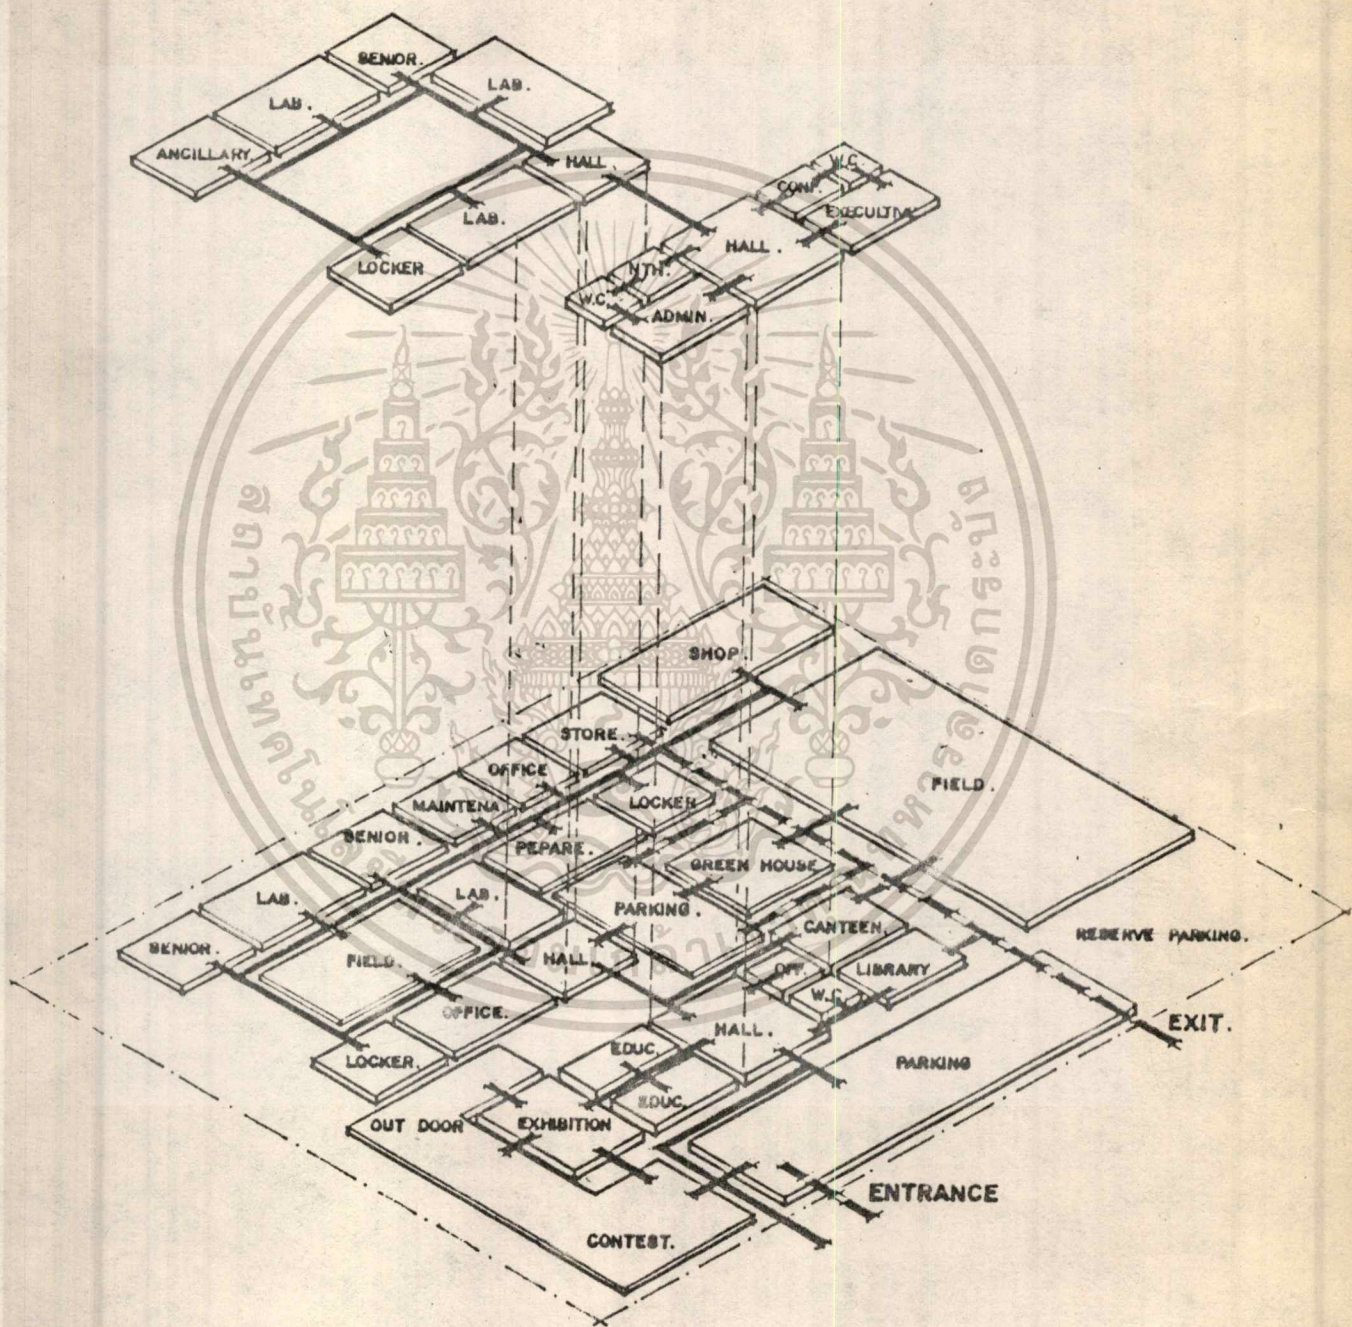 SENIOR.
LAB.
LAB.
ANCILLARY.
HALL.
W.C.
CONF.
EXECULTIVE
LAB.
HALL.
LOCKER
NTH.
W.C.
ADMIN.
SHOP.
STORE.
OFFICE
FIELD.
MAINTENA
LOCKER
SENIOR.
PEPARE.
GREEN HOUSE
LAB.
LAB.
PARKING.
CANTEEN.
RESERVE PARKING.
SENIOR.
FIELD.
HALL.
OFF.
LIBRARY
W.C.
OFFICE.
HALL.
EXIT.
LOCKER.
EDUC.
PARKING
EDUC.
OUT DOOR
EXHIBITION
ENTRANCE
CONTEST.